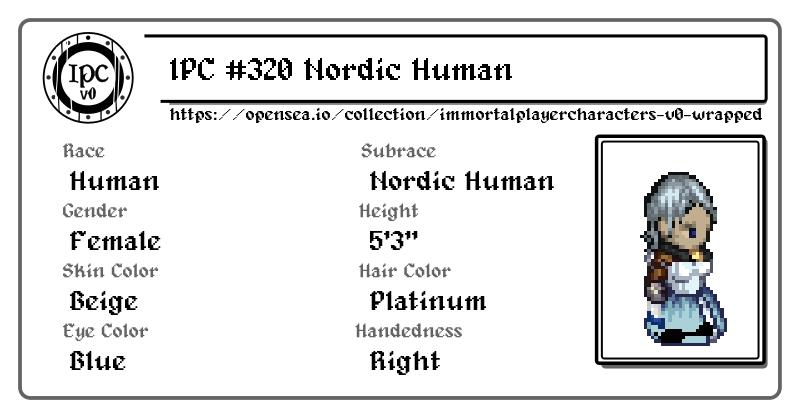 IPC
v0
IPC #320 Nordic Human
https://opensea.io/collection/immortalplayercharacters-v0-wrapped
Race
Subrace
Human
Nordic Human
Gender
Height
Female
5'3"
Skin Color
Hair Color
Beige
Platinum
Eye Color
Handedness
Blue
Right